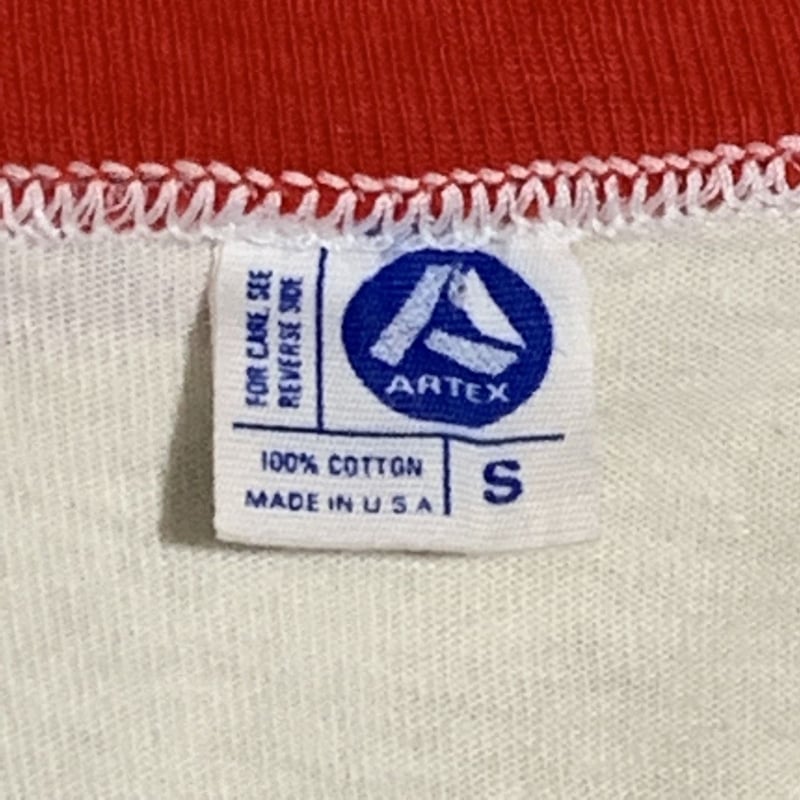 FOR CARE, SEE
REVERSE SIDE
ARTEX
100% COTTON
MADE IN U S A
S